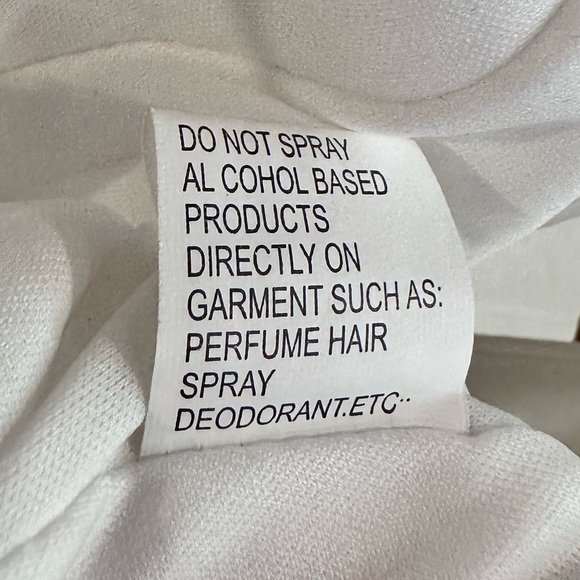 DO NOT SPRAY
AL COHOL BASED
PRODUCTS
DIRECTLY ON
GARMENT SUCH AS:
PERFUME HAIR
SPRAY
DEODORANT.ETC..